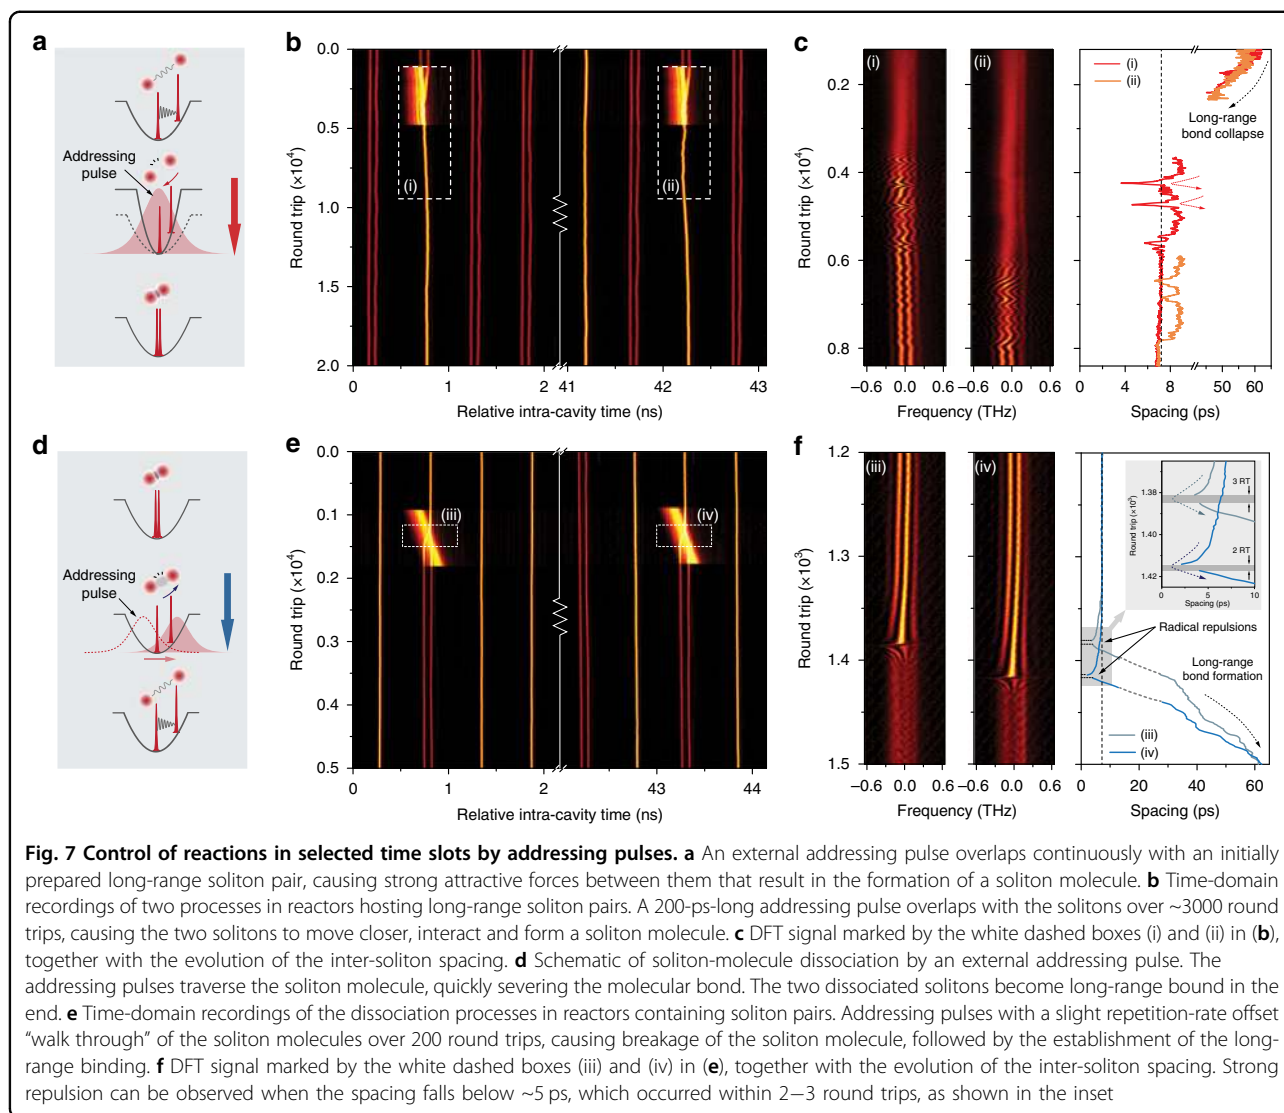 a
Addressing
pulse
b
0.0
0.5
1.0
1.5
2.0
Round trip (×10⁴)
(i)
(ii)
0
1
2
41
42
43
Relative intra-cavity time (ns)
c
(i)
(ii)
0.2
0.4
0.6
0.8
Round trip (×10⁴)
−0.6
0.0
0.6
−0.6
0.0
0.6
Frequency (THz)
(i)
(ii)
Long-range
bond collapse
4
8
50
60
Spacing (ps)
d
Addressing
pulse
e
0.0
0.1
0.2
0.3
0.4
0.5
Round trip (×10⁴)
(iii)
(iv)
0
1
2
43
44
Relative intra-cavity time (ns)
f
(iii)
(iv)
1.2
1.3
1.4
1.5
Round trip (×10³)
−0.6
0.0
0.6
−0.6
0.0
0.6
Frequency (THz)
1.38
1.40
1.42
Round trip (×10³)
3 RT
2 RT
0
5
10
Spacing (ps)
Radical repulsions
Long-range
bond formation
(iii)
(iv)
0
20
40
60
Spacing (ps)
Fig. 7 Control of reactions in selected time slots by addressing pulses. a An external addressing pulse overlaps continuously with an initially
prepared long-range soliton pair, causing strong attractive forces between them that result in the formation of a soliton molecule. b Time-domain
recordings of two processes in reactors hosting long-range soliton pairs. A 200-ps-long addressing pulse overlaps with the solitons over ~3000 round
trips, causing the two solitons to move closer, interact and form a soliton molecule. c DFT signal marked by the white dashed boxes (i) and (ii) in (b),
together with the evolution of the inter-soliton spacing. d Schematic of soliton-molecule dissociation by an external addressing pulse. The
addressing pulses traverse the soliton molecule, quickly severing the molecular bond. The two dissociated solitons become long-range bound in the
end. e Time-domain recordings of the dissociation processes in reactors containing soliton pairs. Addressing pulses with a slight repetition-rate offset
“walk through” of the soliton molecules over 200 round trips, causing breakage of the soliton molecule, followed by the establishment of the long-
range binding. f DFT signal marked by the white dashed boxes (iii) and (iv) in (e), together with the evolution of the inter-soliton spacing. Strong
repulsion can be observed when the spacing falls below ~5 ps, which occurred within 2−3 round trips, as shown in the inset